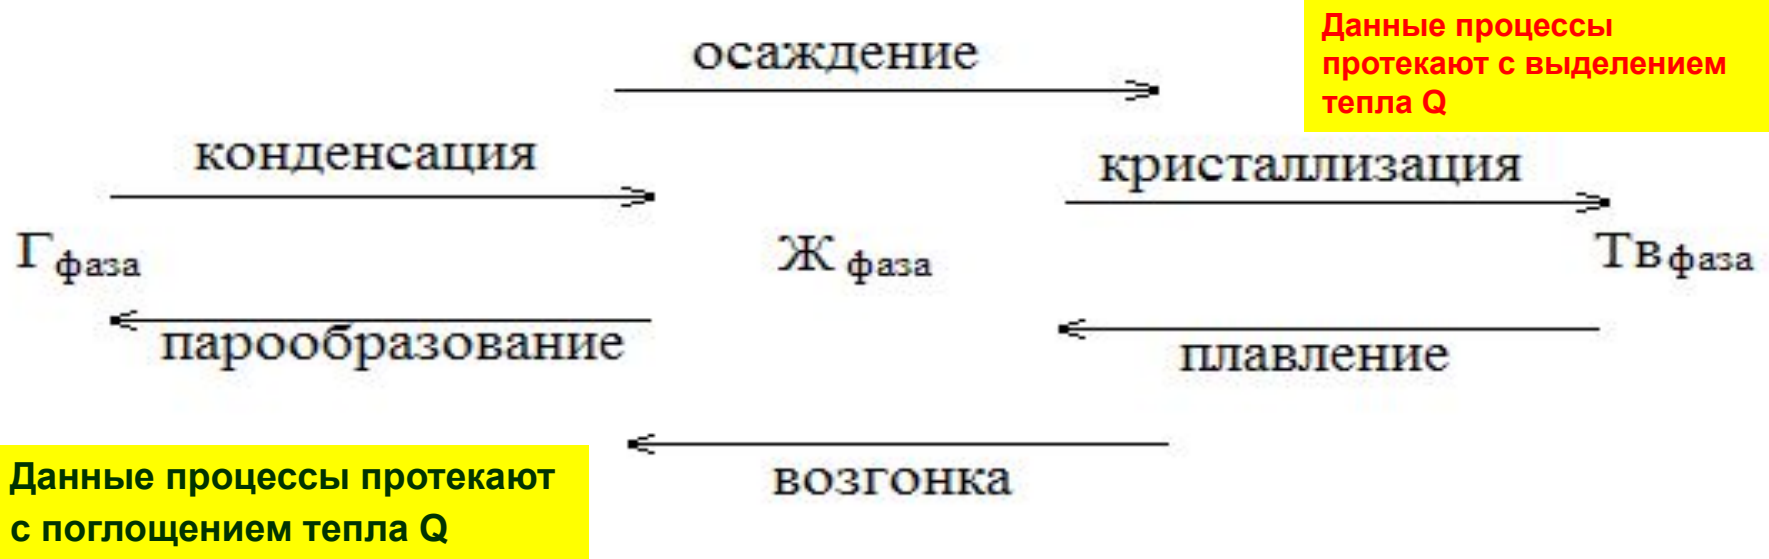 осаждение
Данные процессы
протекают с выделением
тепла Q
конденсация
кристаллизация
Г фаза
Ж фаза
Тв фаза
парообразование
плавление
возгонка
Данные процессы протекают
с поглощением тепла Q